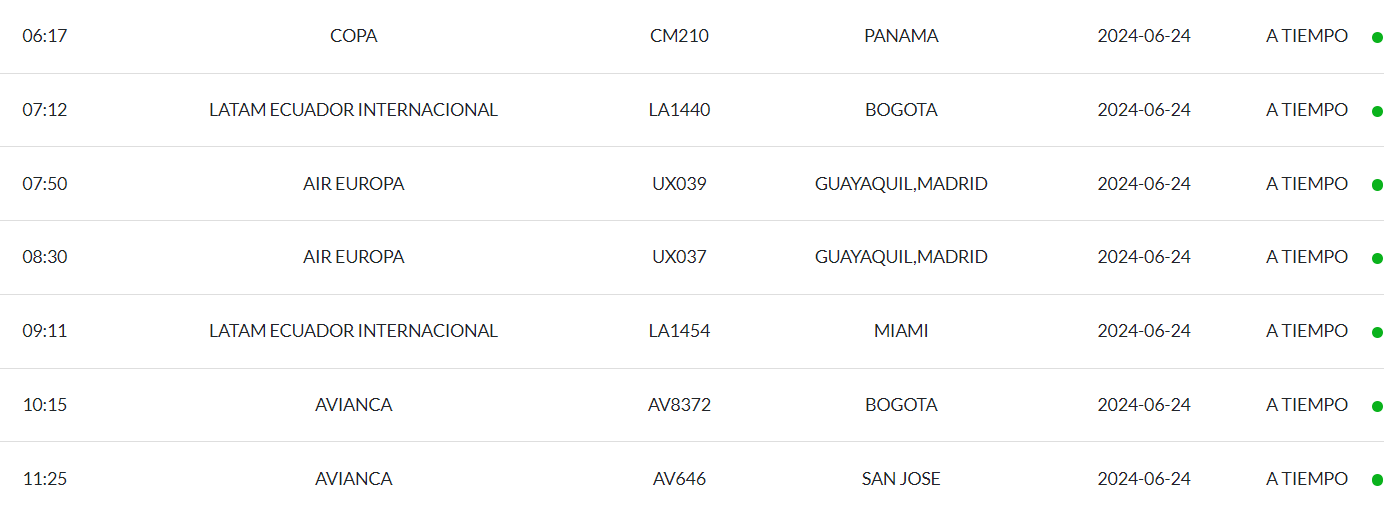 06:17 COPA CM210 PANAMA 2024-06-24 A TIEMPO
07:12 LATAM ECUADOR INTERNACIONAL LA1440 BOGOTA 2024-06-24 A TIEMPO
07:50 AIR EUROPA UX039 GUAYAQUIL,MADRID 2024-06-24 A TIEMPO
08:30 AIR EUROPA UX037 GUAYAQUIL,MADRID 2024-06-24 A TIEMPO
09:11 LATAM ECUADOR INTERNACIONAL LA1454 MIAMI 2024-06-24 A TIEMPO
10:15 AVIANCA AV8372 BOGOTA 2024-06-24 A TIEMPO
11:25 AVIANCA AV646 SAN JOSE 2024-06-24 A TIEMPO